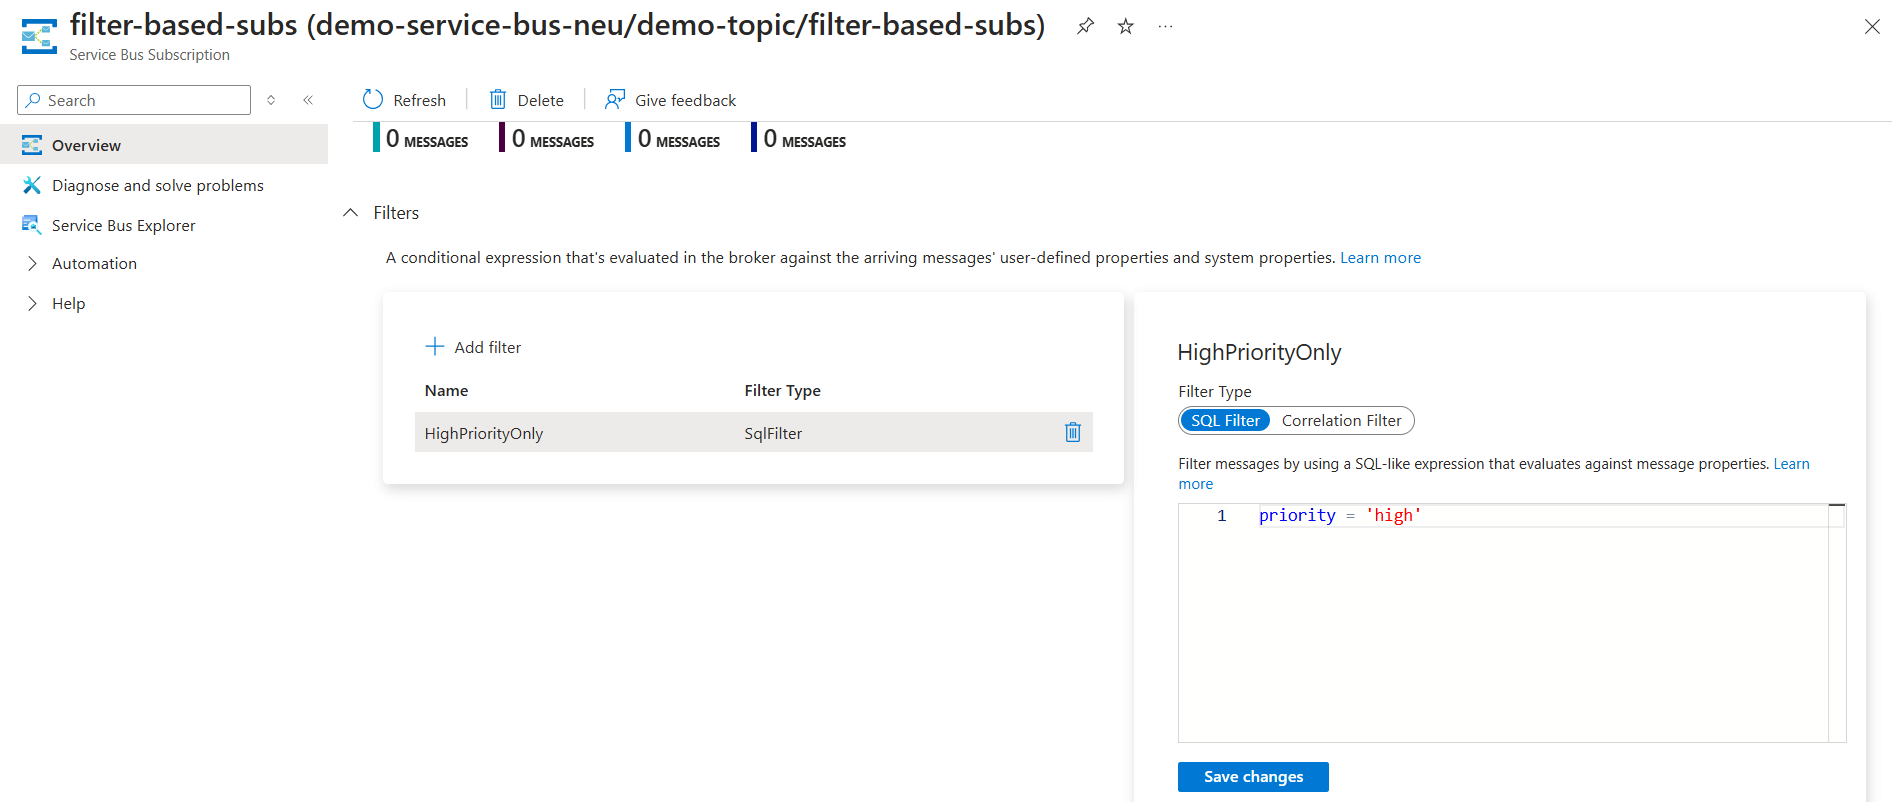 filter-based-subs (demo-service-bus-neu/demo-topic/filter-based-subs)
Service Bus Subscription
Search
Refresh
Delete
Give feedback
0 MESSAGES
0 MESSAGES
0 MESSAGES
0 MESSAGES
Overview
Diagnose and solve problems
Service Bus Explorer
Automation
Help
Filters
A conditional expression that's evaluated in the broker against the arriving messages' user-defined properties and system properties. Learn more
Add filter
Name
Filter Type
HighPriorityOnly
SqlFilter
HighPriorityOnly
Filter Type
SQL Filter
Correlation Filter
Filter messages by using a SQL-like expression that evaluates against message properties. Learn
more
1
priority = 'high'
Save changes